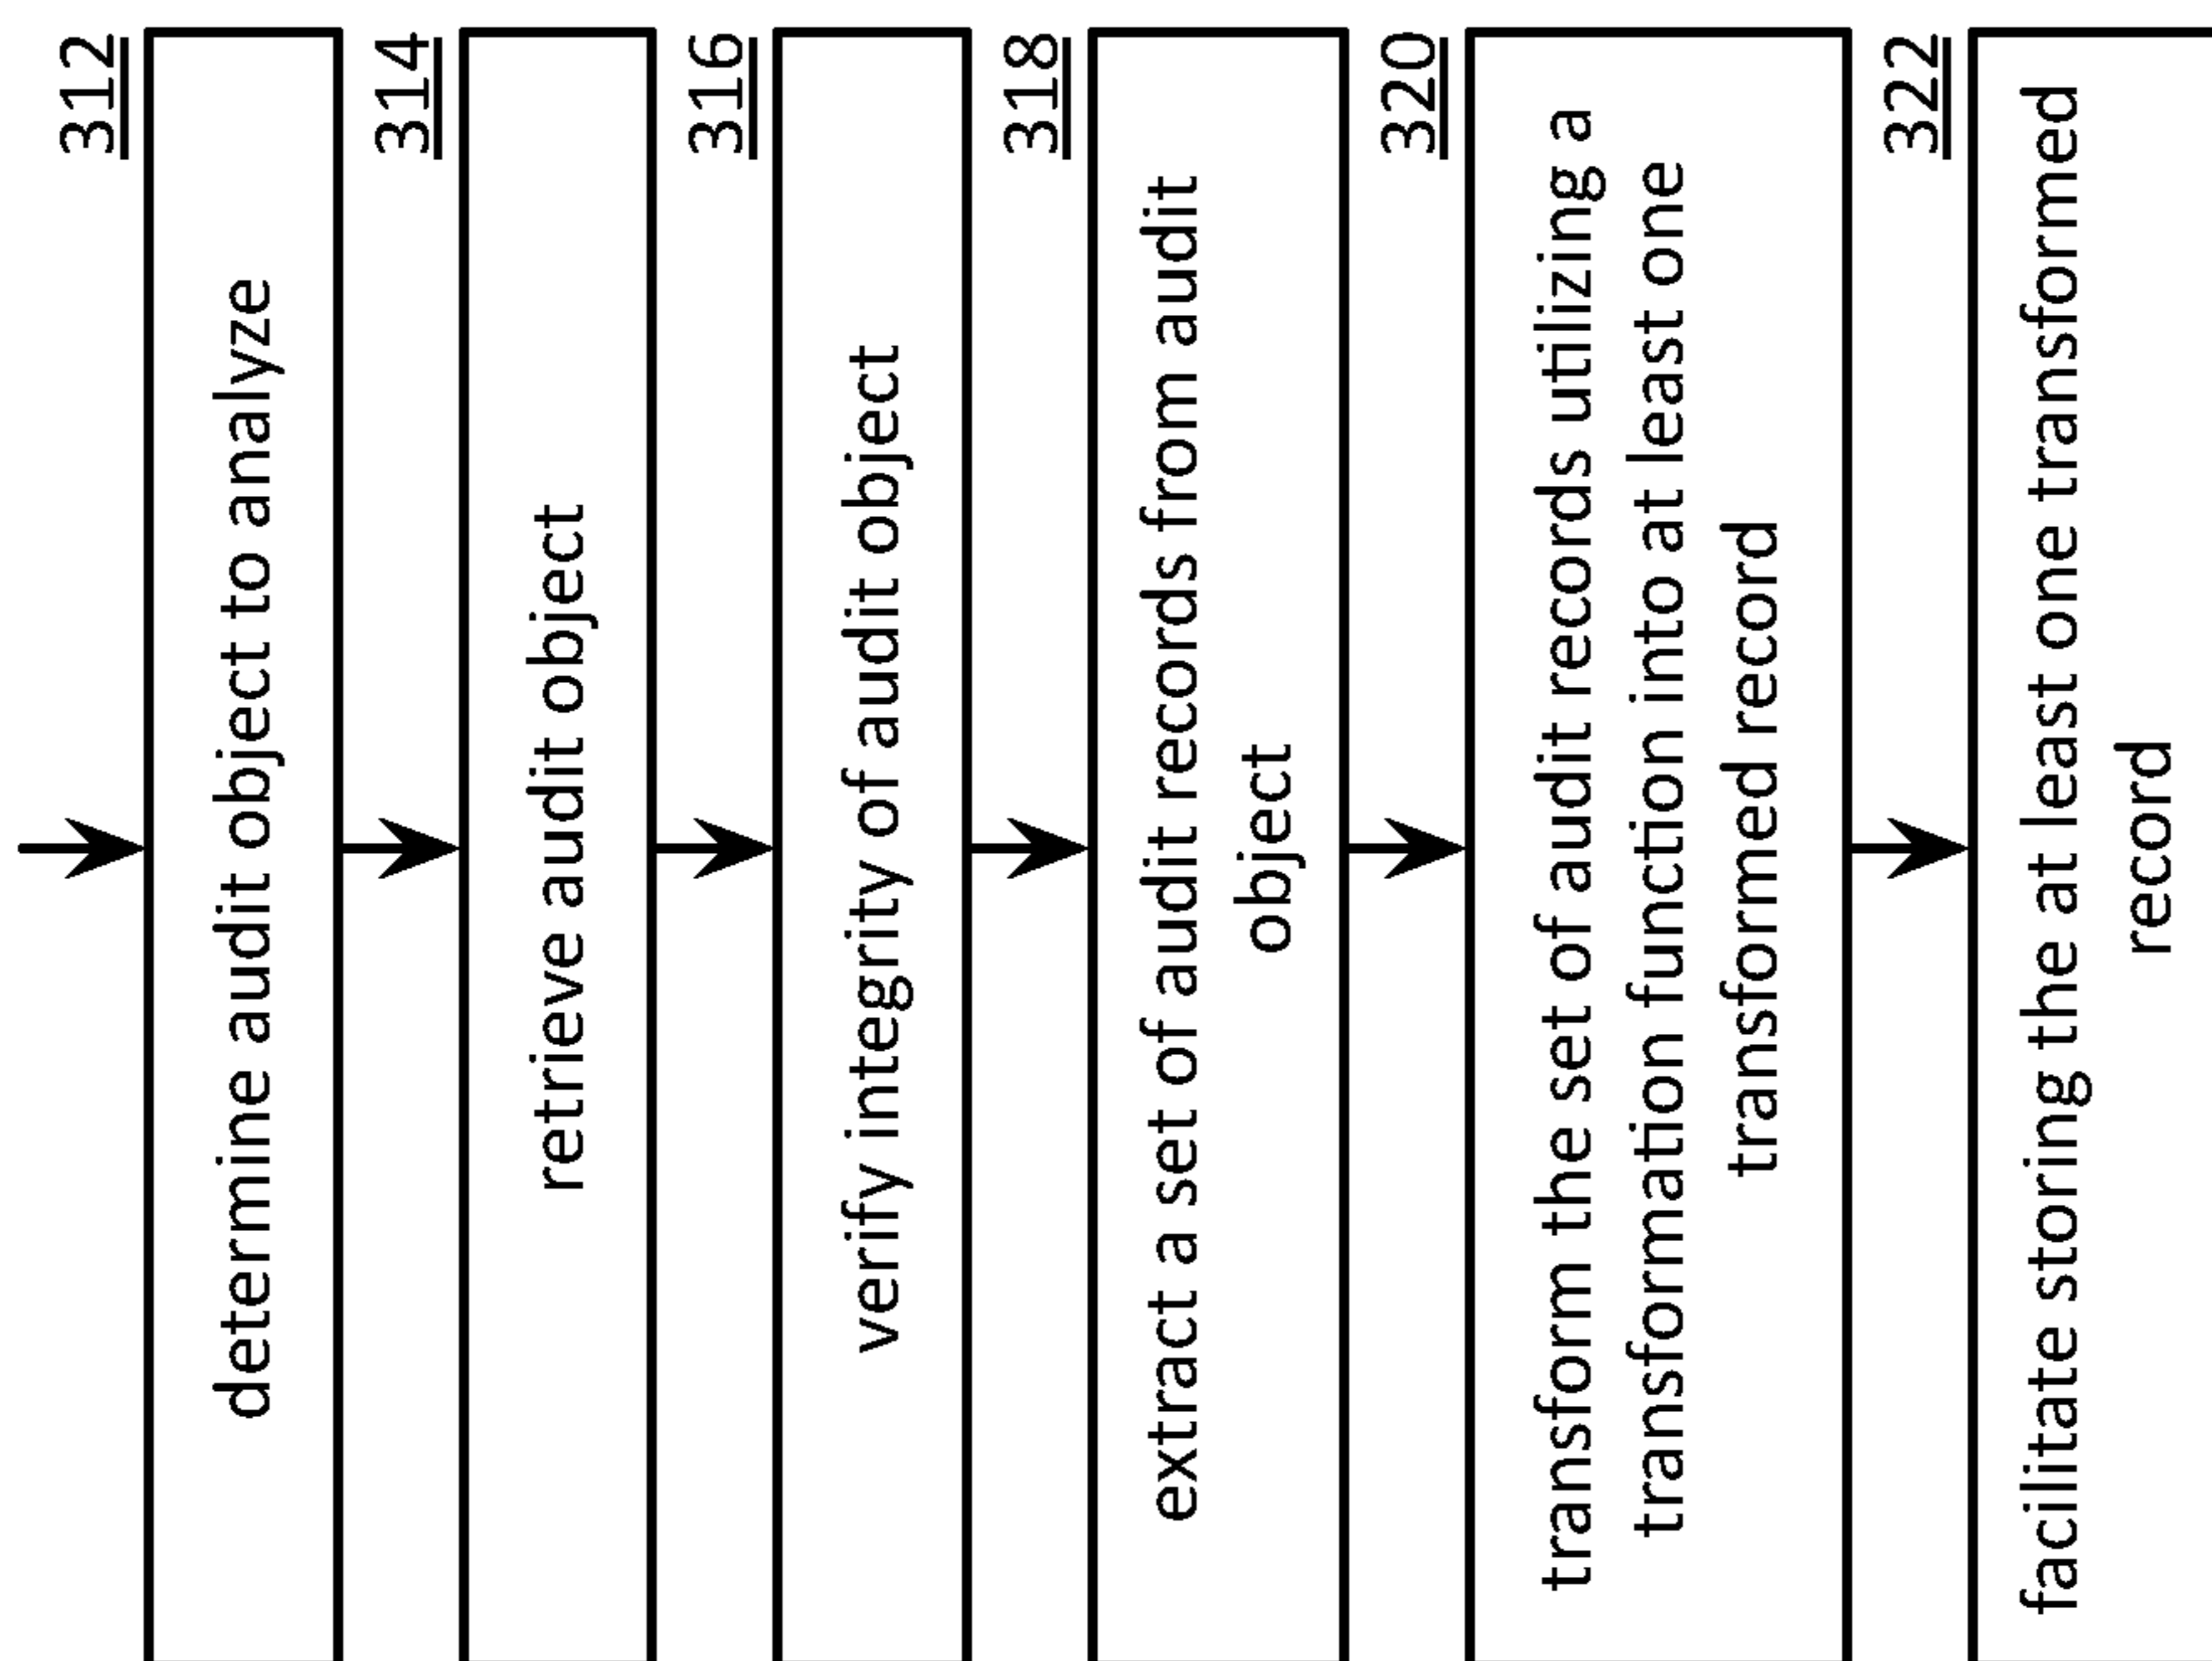 312
determine audit object to analyze
314
retrieve audit object
316
verify integrity of audit object
318
extract a set of audit records from audit
object
320
transform the set of audit records utilizing a
transformation function into at least one
transformed record
322
facilitate storing the at least one transformed
record